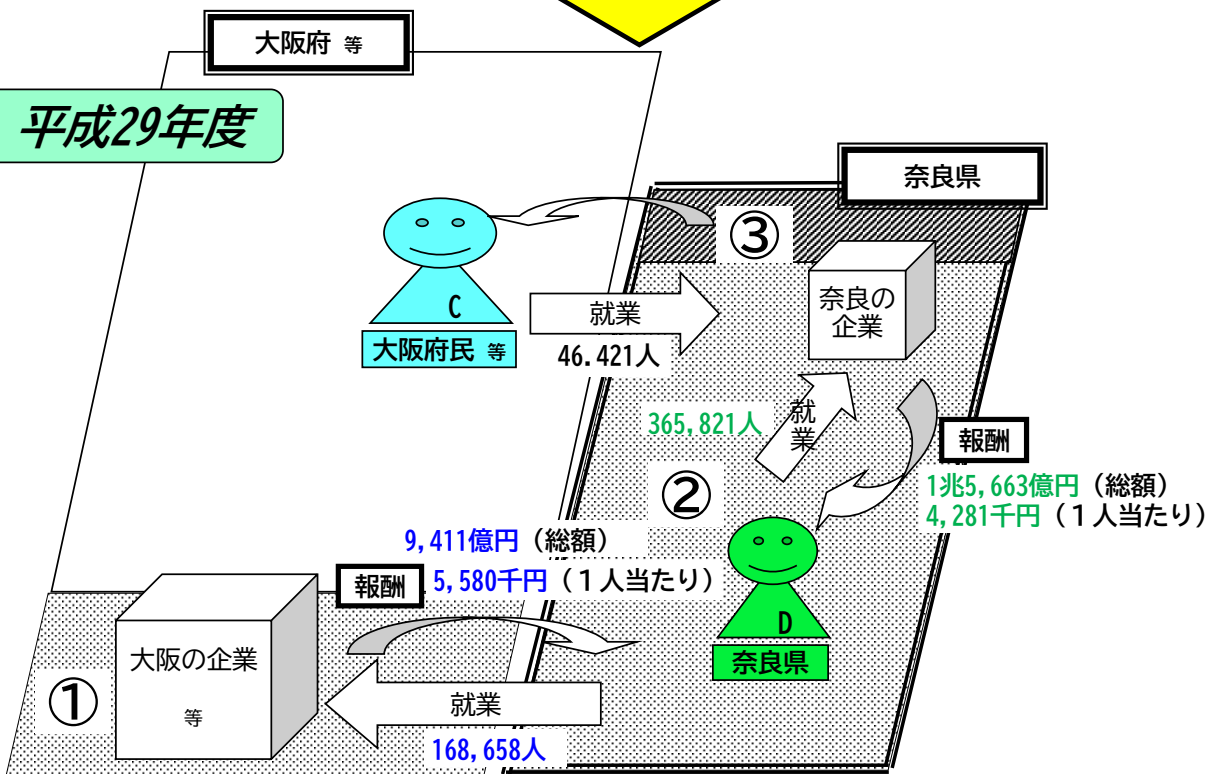 大阪府 等
平成29年度
奈良県
③
C
大阪府民 等
就業
46.421人
奈良の
企業
365,821人
就業
報酬
1兆5,663億円（総額）
4,281千円（１人当たり）
②
9,411億円（総額）
報酬
5,580千円（１人当たり）
D
奈良県
大阪の企業
等
①
就業
168,658人